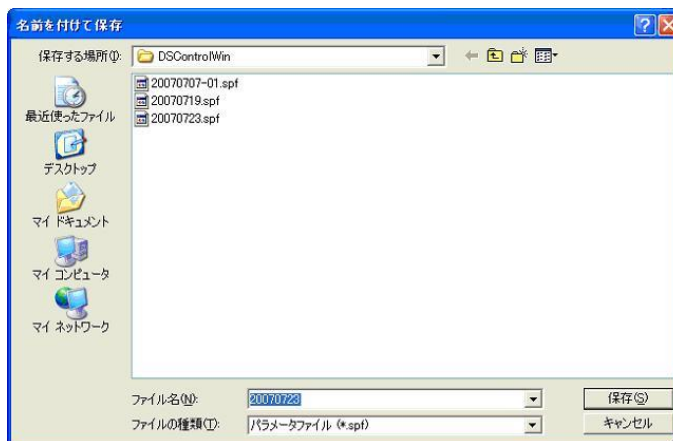 名前を付けて保存
保存する場所(I):
DSControlWin
20070707-01.spf
20070719.spf
20070723.spf
最近使ったファイル
デスクトップ
マイ ドキュメント
マイ コンピュータ
マイ ネットワーク
ファイル名(N):
20070723
保存(S)
ファイルの種類(T):
パラメータファイル (*.spf)
キャンセル